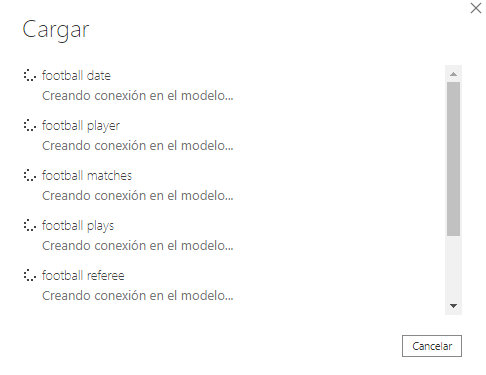 Cargar
football date
Creando conexión en el modelo...
football player
Creando conexión en el modelo...
football matches
Creando conexión en el modelo...
football plays
Creando conexión en el modelo...
football referee
Creando conexión en el modelo...
Cancelar